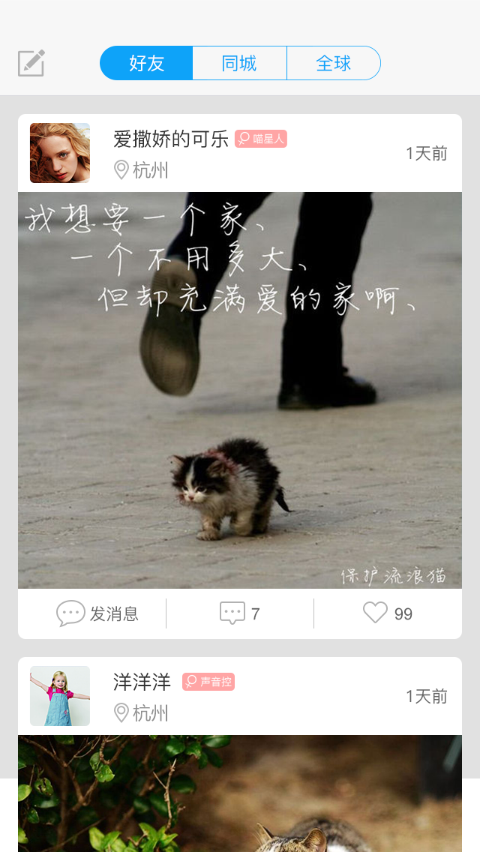 好友 同城 全球
爱撒娇的可乐 喵星人
杭州
1天前
我想要一个家、
一个不用多大、
但却充满爱的家啊、
保护流浪猫
发消息 7 99
洋洋洋 声音控
杭州
1天前